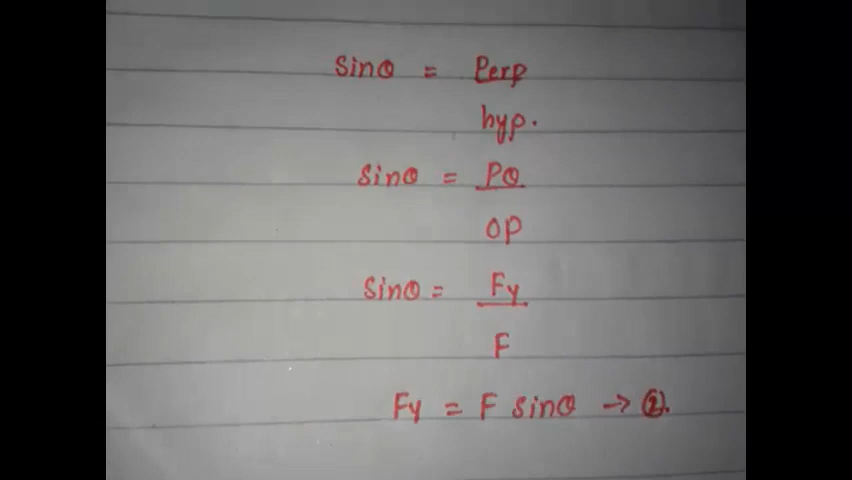 Sinθ = Perp
hyp.
Sinθ = PQ
OP
Sinθ = Fy
F
Fy = F sinθ → ②.